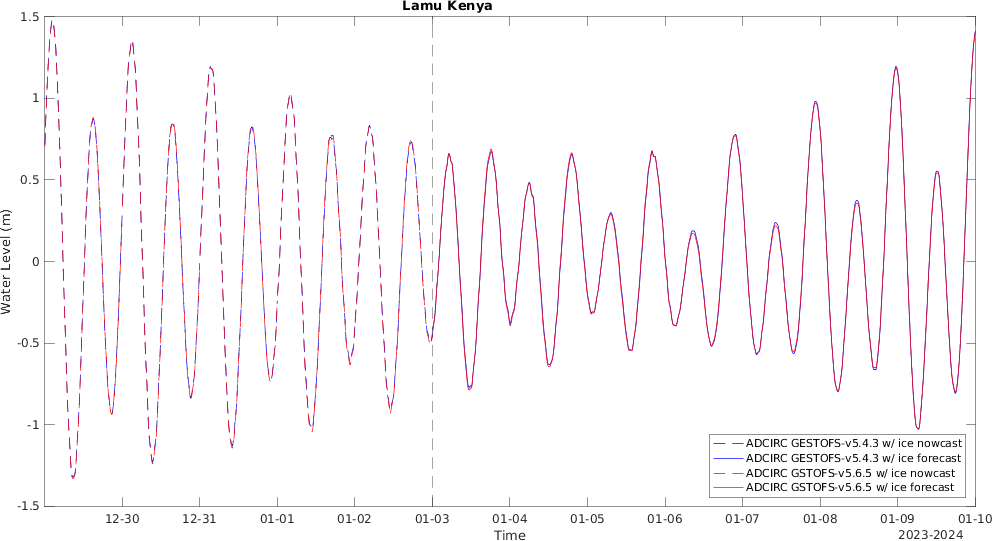 Lamu Kenya
Water Level (m)
1.5
1
0.5
0
-0.5
-1
-1.5
ADCIRC GESTOFS-v5.4.3 w/ ice nowcast
ADCIRC GESTOFS-v5.4.3 w/ ice forecast
ADCIRC GSTOFS-v5.6.5 w/ ice nowcast
ADCIRC GSTOFS-v5.6.5 w/ ice forecast
12-30 12-31 01-01 01-02 01-03 01-04 01-05 01-06 01-07 01-08 01-09 01-10
Time
2023-2024